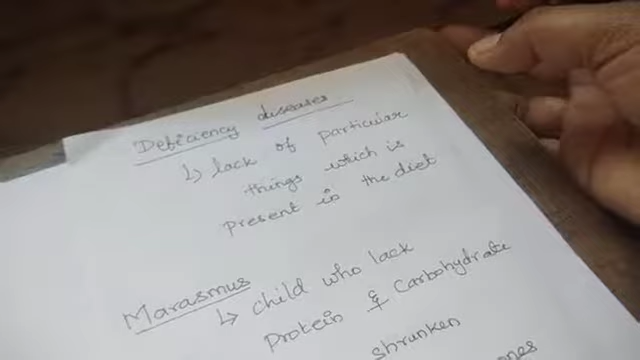 Deficiency diseases
↳ lack of particular
things which is
present in the diet
Marasmus
↳ child who lack
Protein & Carbohydrate
shrunken